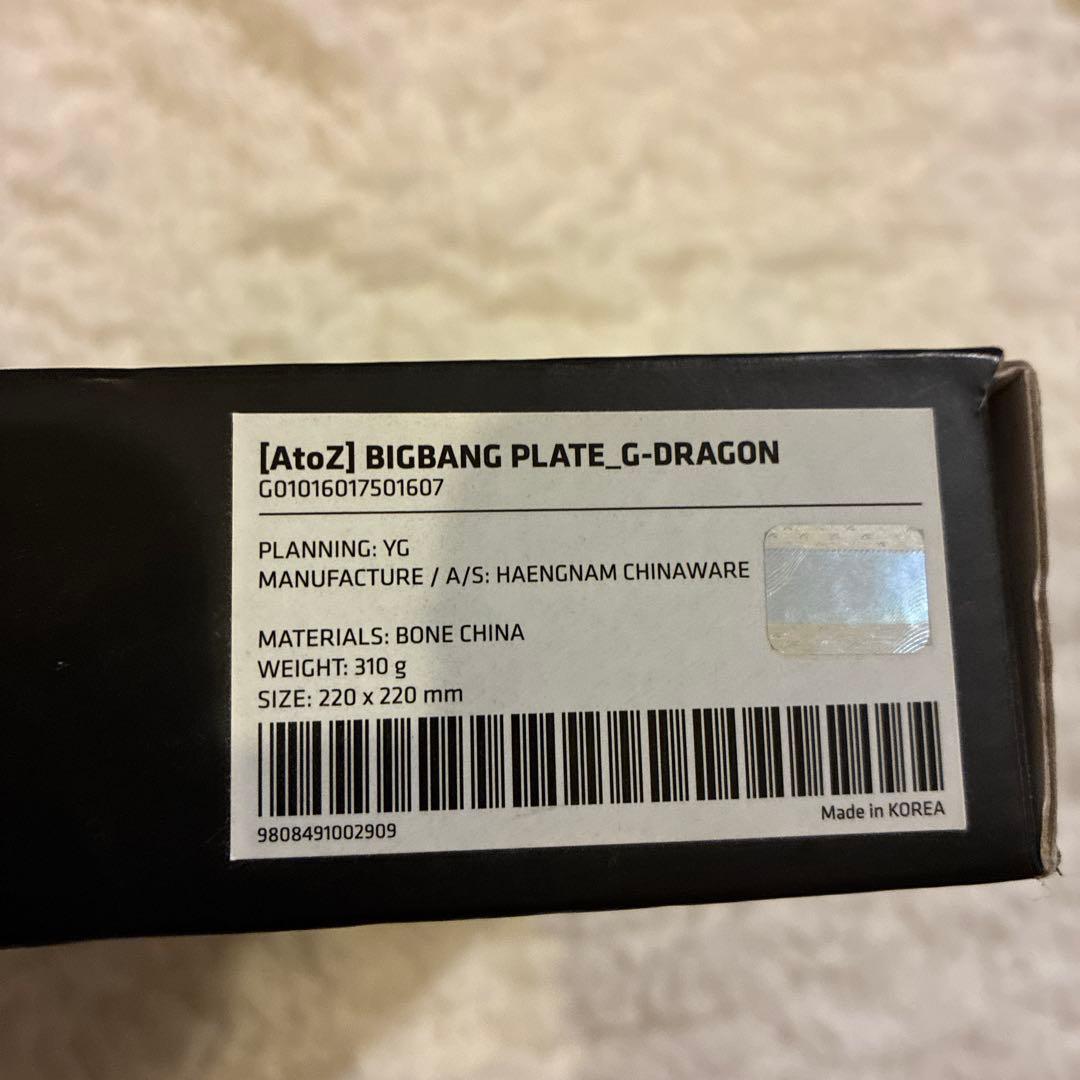 [AtoZ] BIGBANG PLATE_G-DRAGON
G01016017501607
PLANNING: YG
MANUFACTURE / A/S: HAENGNAM CHINAWARE
MATERIALS: BONE CHINA
WEIGHT: 310 g
SIZE: 220 x 220 mm
9808491002909
Made in KOREA